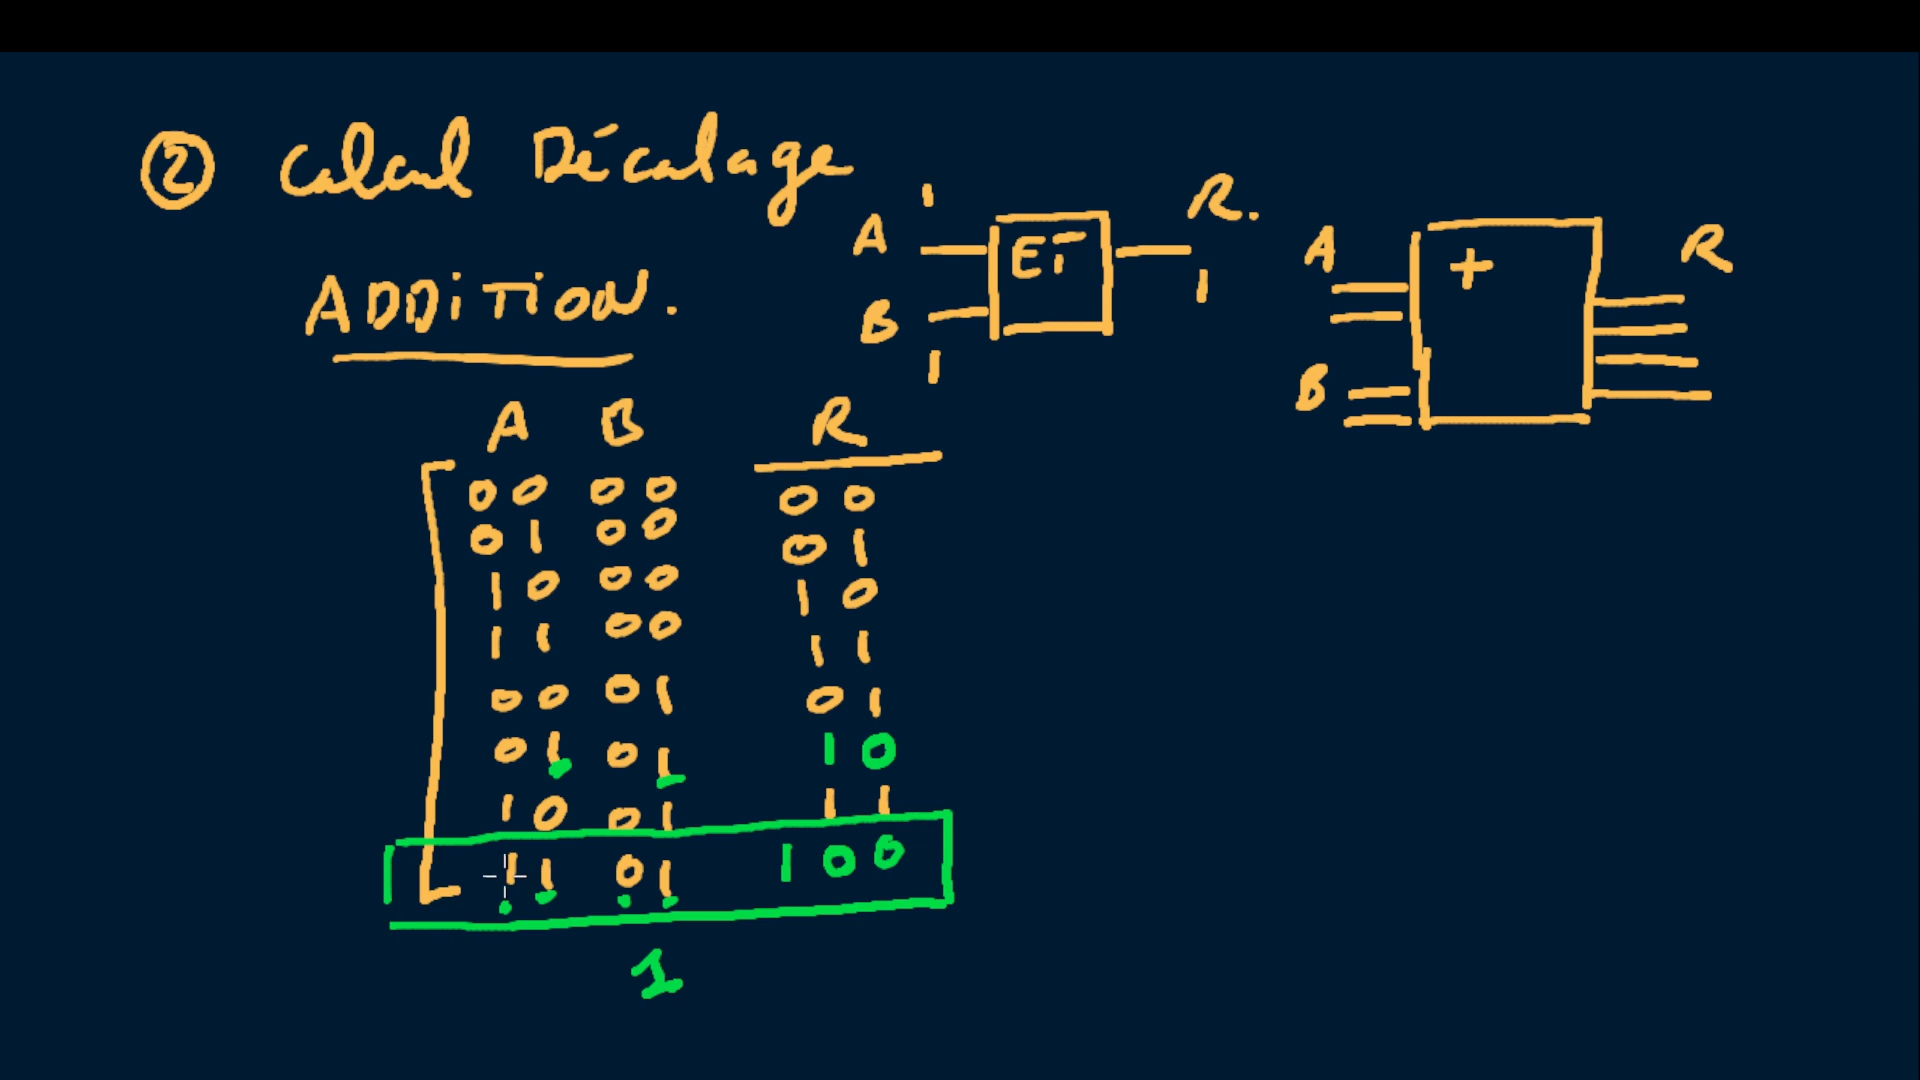 ② Calcul Décalage
A 1 ET R.
B 1 1
A + R
B
ADDITION.
A B R
00 00 00
01 00 01
10 00 10
11 00 11
00 01 01
01 01 10
10 01 11
11 01 100
1